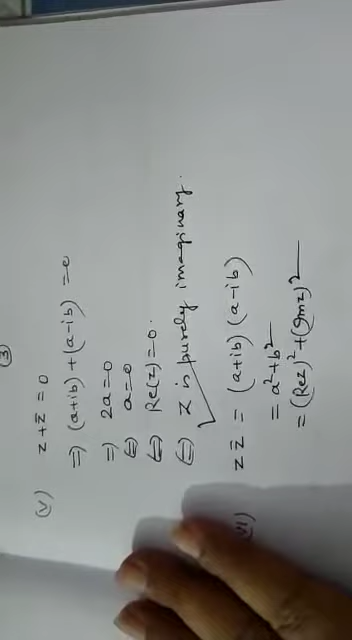 (3)
(v) z + z̅ = 0
⇒ (a+ib) + (a-ib) = 0
⇒ 2a = 0
⇔ a = 0
⇔ Re(z) = 0.
⇔ z is purely imaginary.
(vi) z z̅ = (a+ib) (a-ib)
= a² + b²
= (Re z)² + (Im z)²